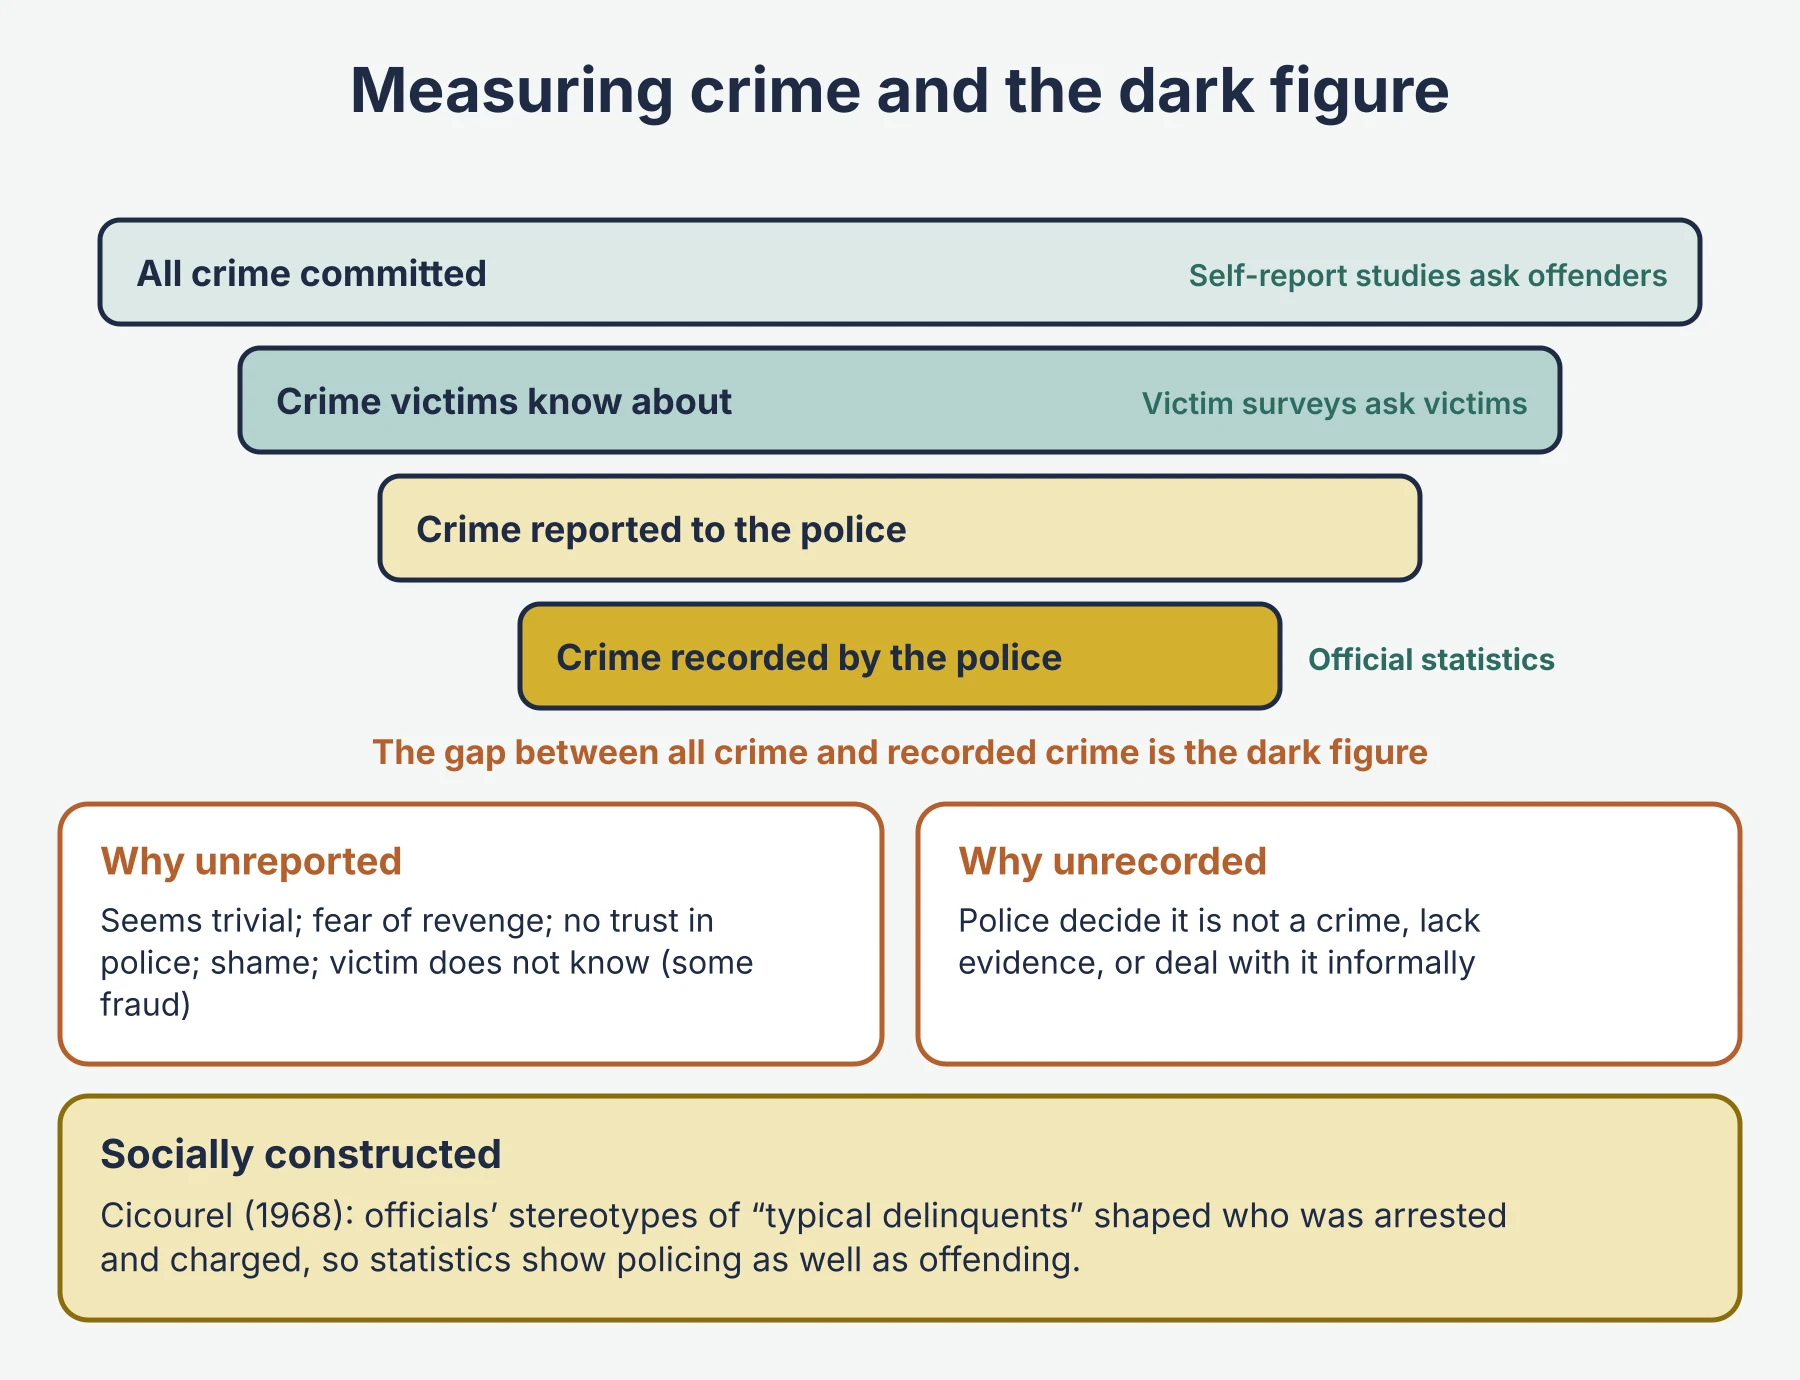 Measuring crime and the dark figure
All crime committed
Self-report studies ask offenders
Crime victims know about
Victim surveys ask victims
Crime reported to the police
Crime recorded by the police
Official statistics
The gap between all crime and recorded crime is the dark figure
Why unreported
Seems trivial; fear of revenge; no trust in
police; shame; victim does not know (some
fraud)
Why unrecorded
Police decide it is not a crime, lack
evidence, or deal with it informally
Socially constructed
Cicourel (1968): officials’ stereotypes of “typical delinquents” shaped who was arrested
and charged, so statistics show policing as well as offending.